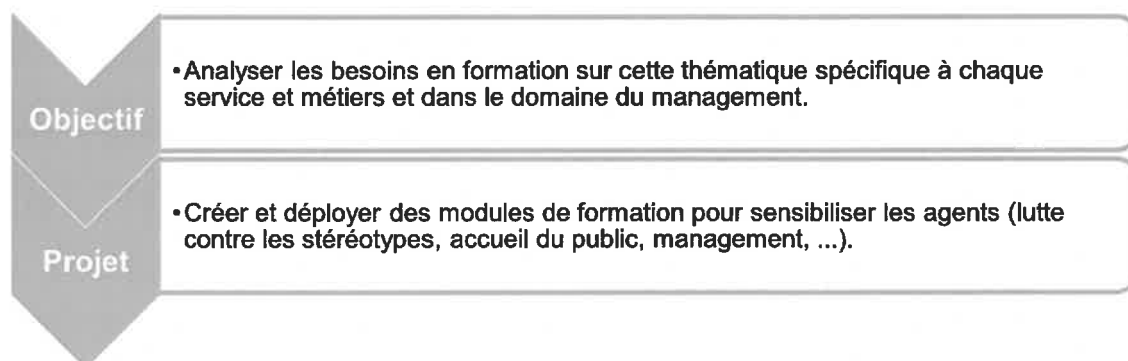 Objectif
•Analyser les besoins en formation sur cette thématique spécifique à chaque
service et métiers et dans le domaine du management.
Projet
•Créer et déployer des modules de formation pour sensibiliser les agents (lutte
contre les stéréotypes, accueil du public, management, ...).